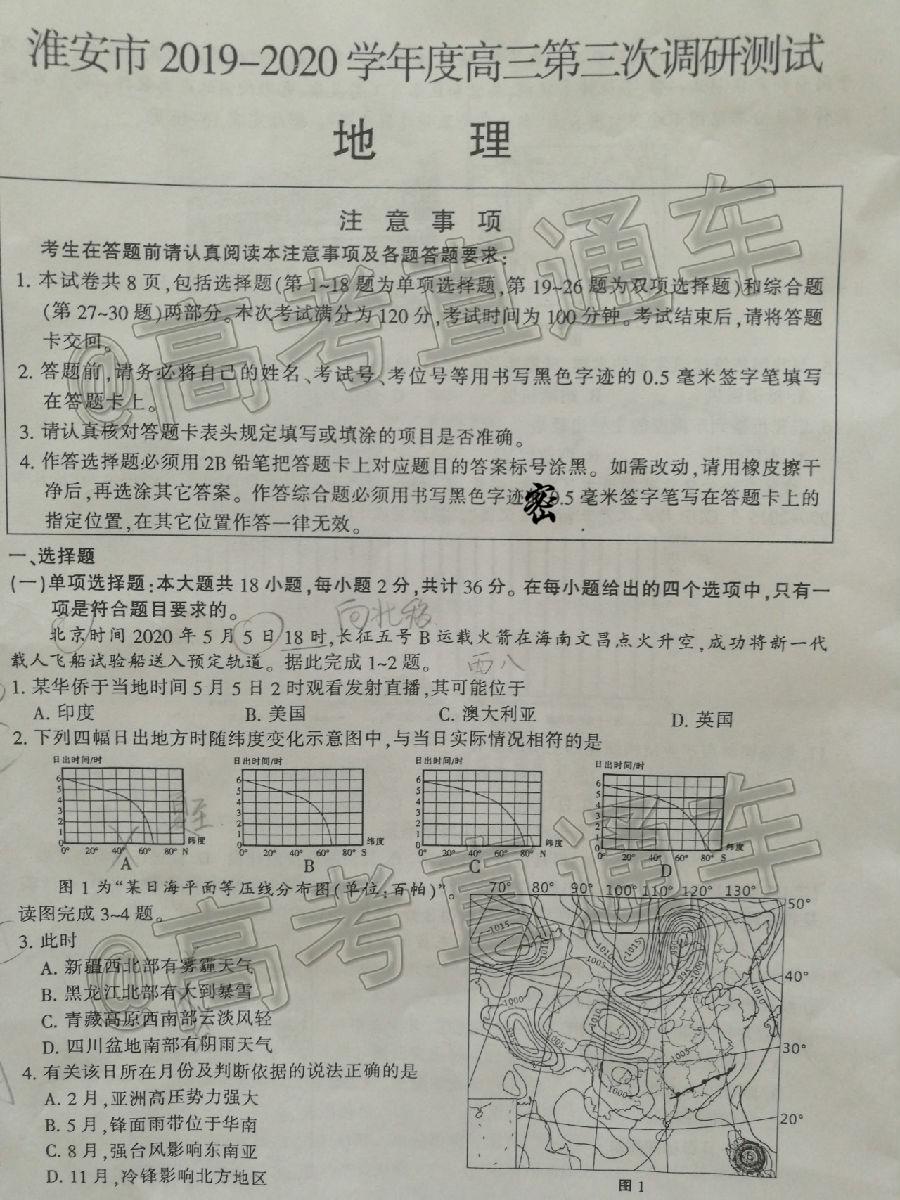 淮安市 2019-2020 学年度高三第三次调研测试
地 理
注 意 事 项
考生在答题前请认真阅读本注意事项及各题答题要求:
1. 本试卷共 8 页,包括选择题(第 1~18 题为单项选择题,第 19~26 题为双项选择题)和综合题
(第 27~30 题)两部分。本次考试满分为 120 分,考试时间为 100 分钟。考试结束后,请将答题
卡交回。
2. 答题前,请务必将自己的姓名、考试号、考位号等用书写黑色字迹的 0.5 毫米签字笔填写
在答题卡上。
3. 请认真核对答题卡表头规定填写或填涂的项目是否准确。
4. 作答选择题必须用 2B 铅笔把答题卡上对应题目的答案标号涂黑。如需改动,请用橡皮擦干
净后,再选涂其它答案。作答综合题必须用书写黑色字迹密0.5 毫米签字笔写在答题卡上的
指定位置,在其它位置作答一律无效。
一、选择题
(一)单项选择题:本大题共 18 小题,每小题 2 分,共计 36 分。在每小题给出的四个选项中,只有一
项是符合题目要求的。
向北移
北京时间 2020 年 5 月 5 日 18 时,长征五号 B 运载火箭在海南文昌点火升空,成功将新一代
载人飞船试验船送入预定轨道。据此完成 1~2 题。
西八
1. 某华侨于当地时间 5 月 5 日 2 时观看发射直播,其可能位于
A. 印度 B. 美国 C. 澳大利亚 D. 英国
2. 下列四幅日出地方时随纬度变化示意图中,与当日实际情况相符的是
日出时间/时 日出时间/时 日出时间/时 日出时间/时
6 6 6 6
5 5 5 5
4 4 4 4
3 3 3 3
2 2 2 2
1 1 1 1
0° 20° 40° 60° 80° N 纬度 0° 20° 40° 60° 80° S 纬度 0° 20° 40° 60° 80° S 纬度 0° 20° 40° 60° 80° N 纬度
A B C D
图 1 为“某日海平面等压线分布图(单位:百帕)”。
读图完成 3~4 题。
3. 此时
A. 新疆西北部有雾霾天气
B. 黑龙江北部有大到暴雪
C. 青藏高原西南部云淡风轻
D. 四川盆地南部有阴雨天气
4. 有关该日所在月份及判断依据的说法正确的是
A. 2 月,亚洲高压势力强大
B. 5 月,锋面雨带位于华南
C. 8 月,强台风影响东南亚
D. 11 月,冷锋影响北方地区
70° 80° 90° 100° 110° 120° 130°
50°
40°
30°
20°
1015
1015
1005
1005
1000
1010
1010
1005
1000
图 1
@高考直通车
@高考直通车